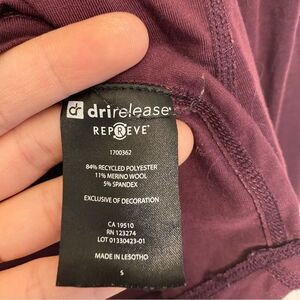 dr drirelease®
REPREVE®
1700362
84% RECYCLED POLYESTER
11% MERINO WOOL
5% SPANDEX
EXCLUSIVE OF DECORATION
CA 19510
RN 123274
LOT 01330423-01
MADE IN LESOTHO
S